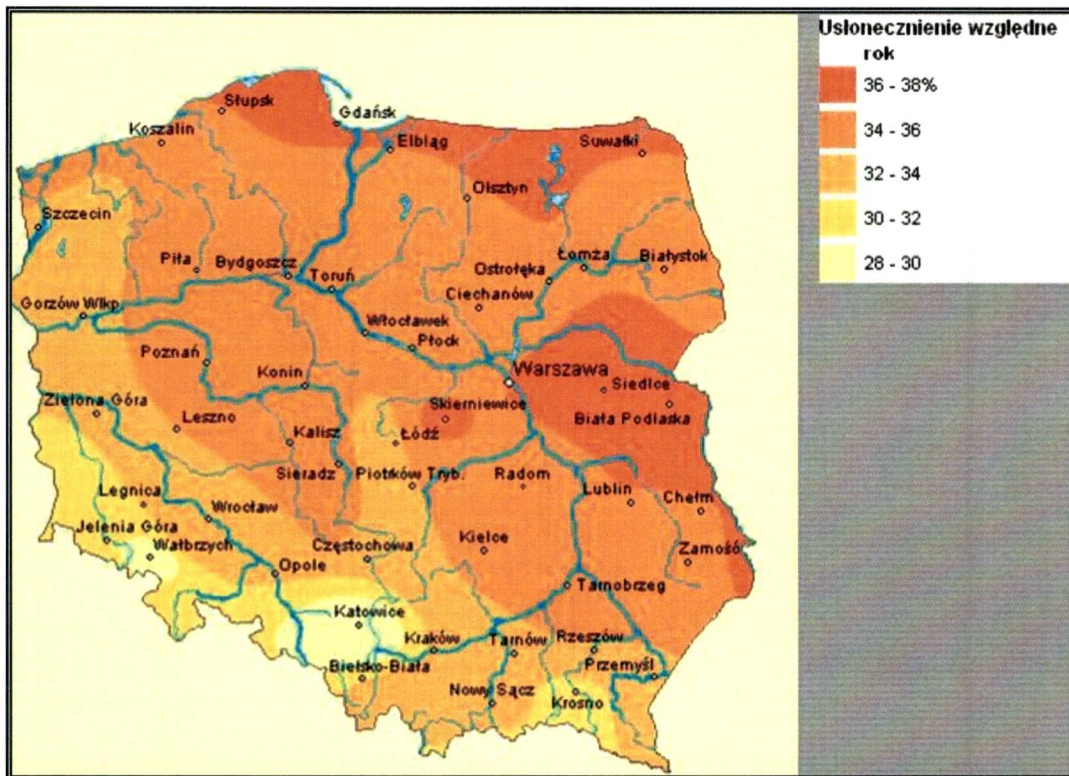 Usłonecznienie względne
rok
36 - 38%
34 - 36
32 - 34
30 - 32
28 - 30
Słupsk
Gdańsk
Koszalin
Elbląg
Suwałki
Olsztyn
Szczecin
Piła
Bydgoszcz
Toruń
Ostrołęka
Łomża
Białystok
Ciechanów
Gorzów Wlkp.
Włocławek
Płock
Poznań
Konin
Warszawa
Siedlce
Zielona Góra
Leszno
Skierniewice
Biała Podlaska
Kalisz
Łódź
Sieradz
Piotrków Tryb.
Radom
Lublin
Chełm
Legnica
Wrocław
Jelenia Góra
Wałbrzych
Częstochowa
Kielce
Zamość
Opole
Tarnobrzeg
Katowice
Kraków
Tarnów
Rzeszów
Bielsko-Biała
Przemyśl
Nowy Sącz
Krosno